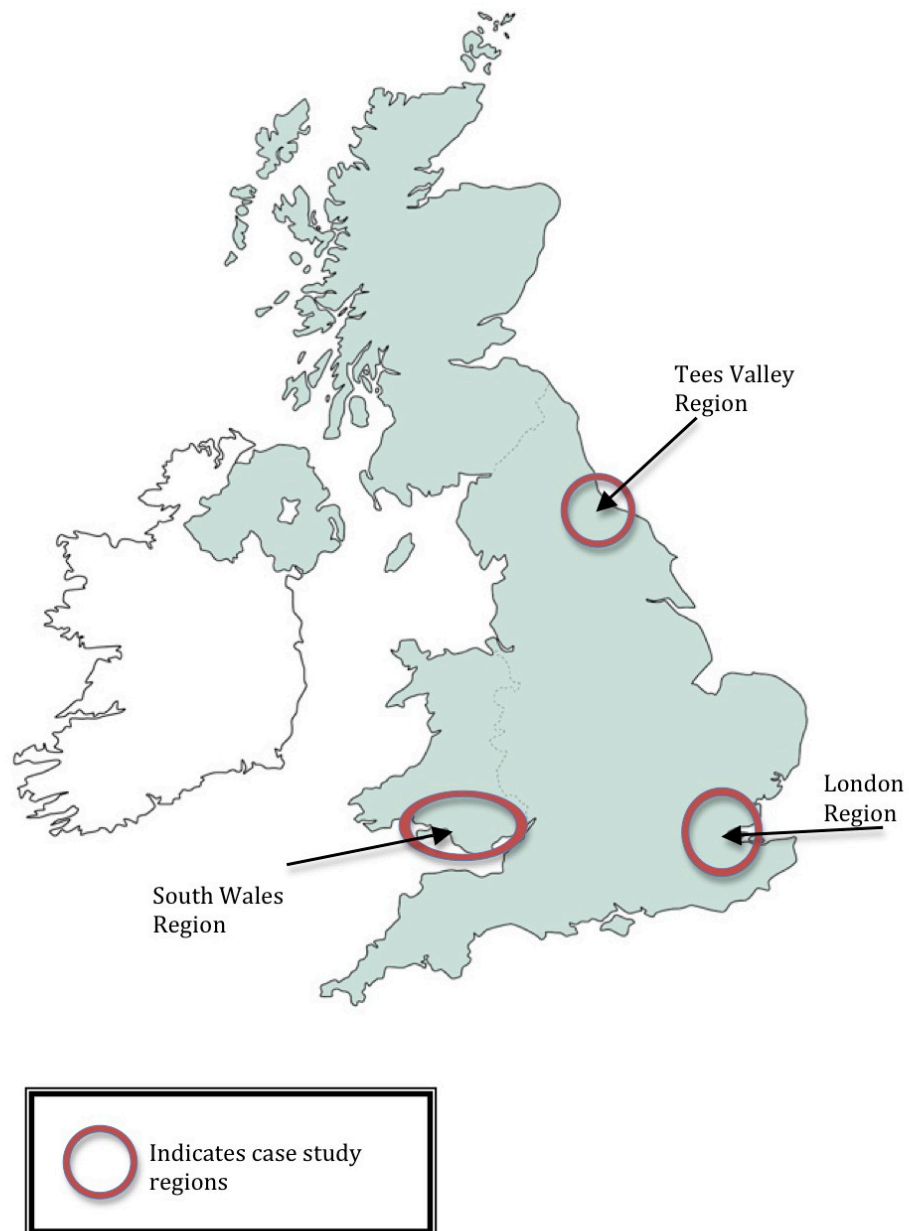 Tees Valley
Region
London
Region
South Wales
Region
Indicates case study
regions